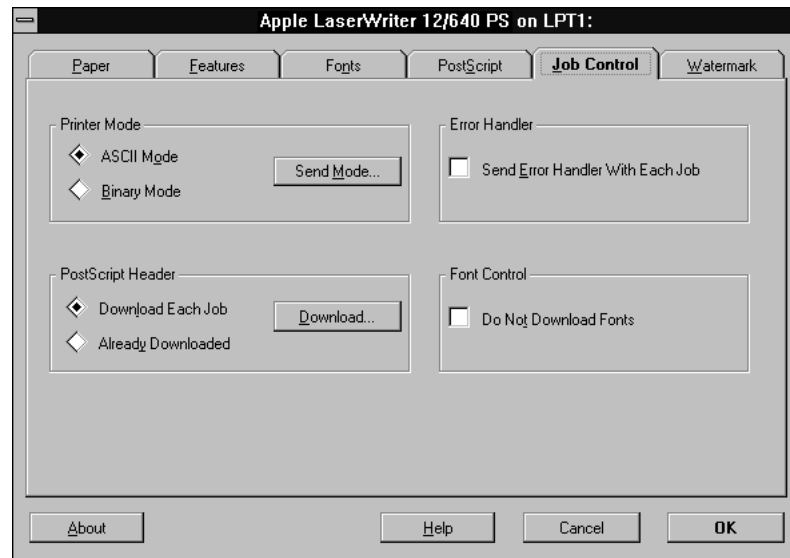 Apple LaserWriter 12/640 PS on LPT1:
Paper Features Fonts PostScript Job Control Watermark
Printer Mode
ASCII Mode
Send Mode...
Binary Mode
Error Handler
Send Error Handler With Each Job
PostScript Header
Download Each Job
Download...
Already Downloaded
Font Control
Do Not Download Fonts
About Help Cancel OK